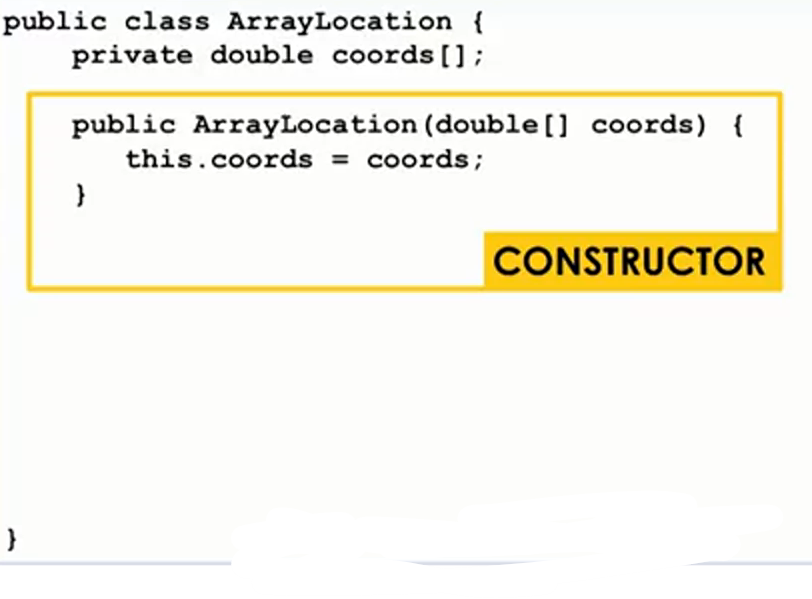 public class ArrayLocation {
private double coords[];
public ArrayLocation(double[] coords) {
this.coords = coords;
}
CONSTRUCTOR
}